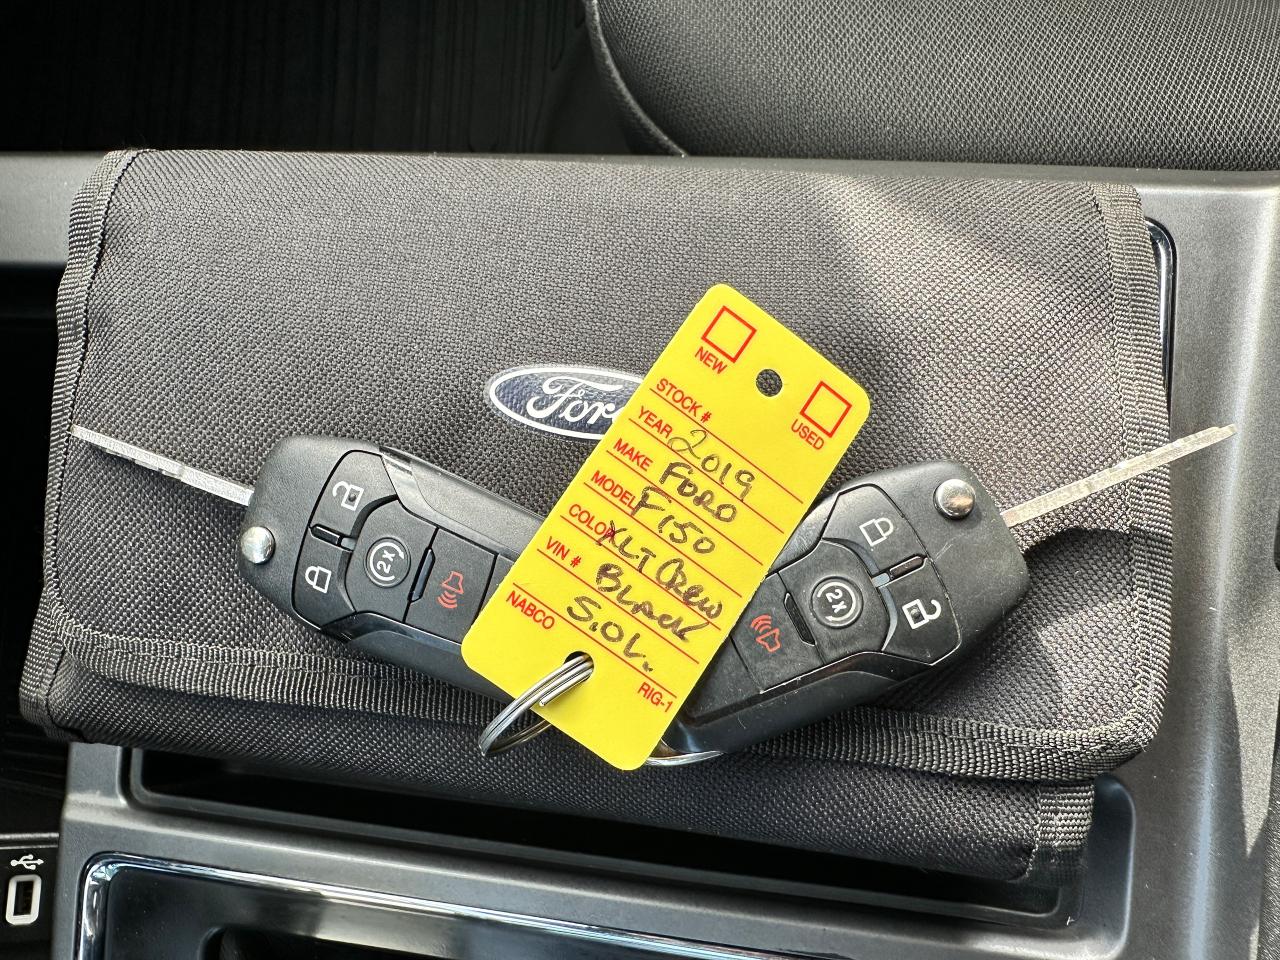 Ford
NEW
USED
STOCK #
YEAR 2019
MAKE FORD
MODEL F150
COLOR XLT CREW
VIN # BLACK
NABCO 5.0L.
RIG-1
2X
2X